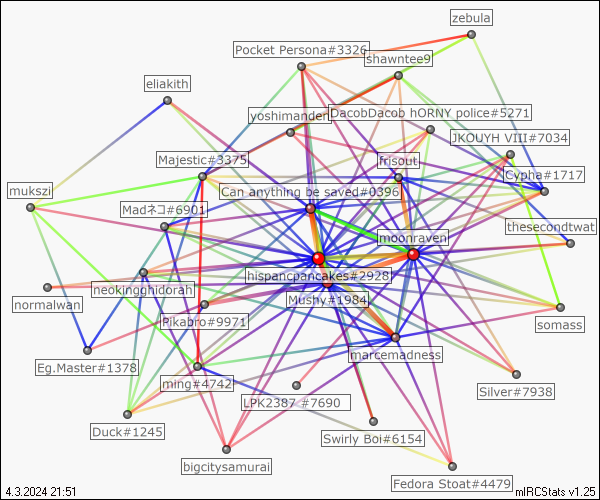 zebula
Pocket Persona#3326
shawntee9
eliakith
yoshimander
DacobDacob hORNY police#5271
JKOUYH VIII#7034
Majestic#3375
frisout
Cypha#1717
mukszi
Can anything be saved#0396
Madネコ#6901
thesecondtwat
moonraven
hispancpancakes#2928
neokingghidorah
Mushy#1984
normalwan
Pikabro#9971
somass
marcemadness
Eg.Master#1378
ming#4742
Silver#7938
LPK2387 #7690
Duck#1245
Swirly Boi#6154
bigcitysamurai
Fedora Stoat#4479
4.3.2024 21:51
mIRCStats v1.25